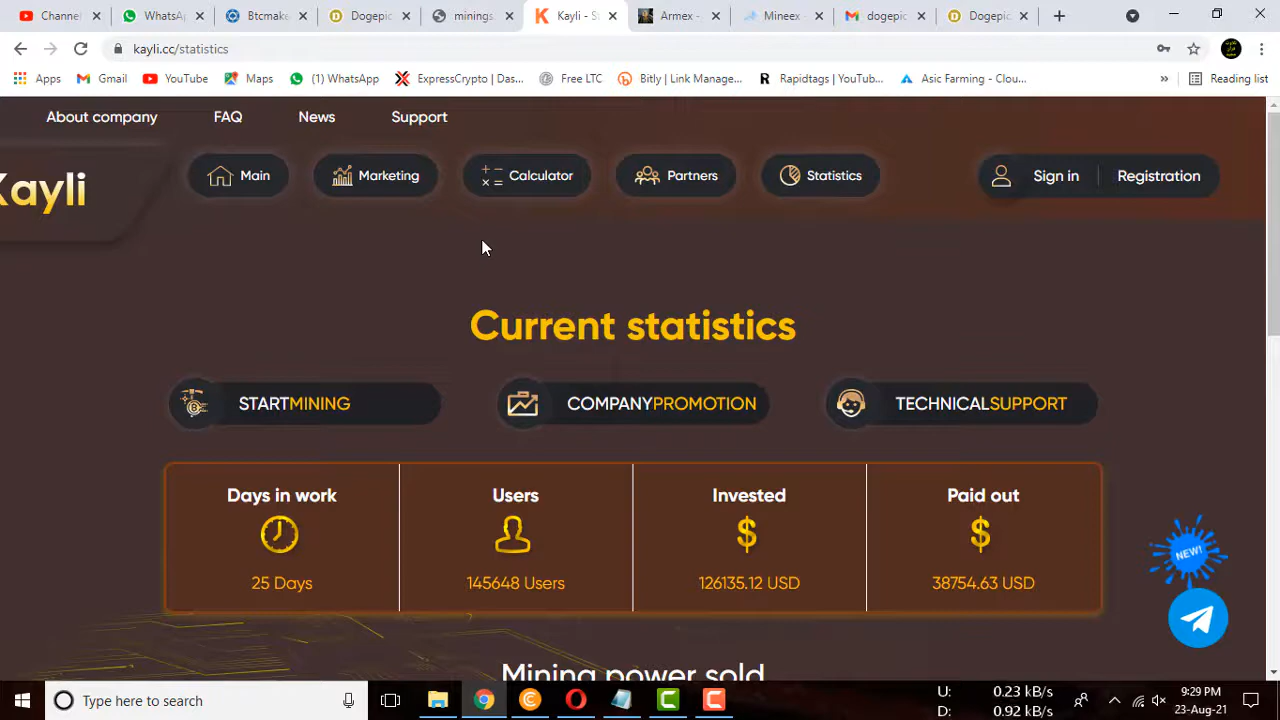 Channel
WhatsA
Btcmake
Dogepic
minings
Kayli - S
Armex -
Mineex -
dogepic
Dogepic
kayli.cc/statistics
Apps Gmail YouTube Maps (1) WhatsApp ExpressCrypto | Das... Free LTC Bitly | Link Manage... Rapidtags | YouTub... Asic Farming - Clou... » Reading list
About company FAQ News Support
Kayli
Main Marketing Calculator Partners Statistics Sign in Registration
Current statistics
STARTMINING COMPANYPROMOTION TECHNICALSUPPORT
Days in work Users Invested Paid out
25 Days 145648 Users 126135.12 USD 38754.63 USD
NEW!
Mining power sold
Type here to search
U: 0.23 kB/s
D: 0.92 kB/s
9:29 PM
23-Aug-21